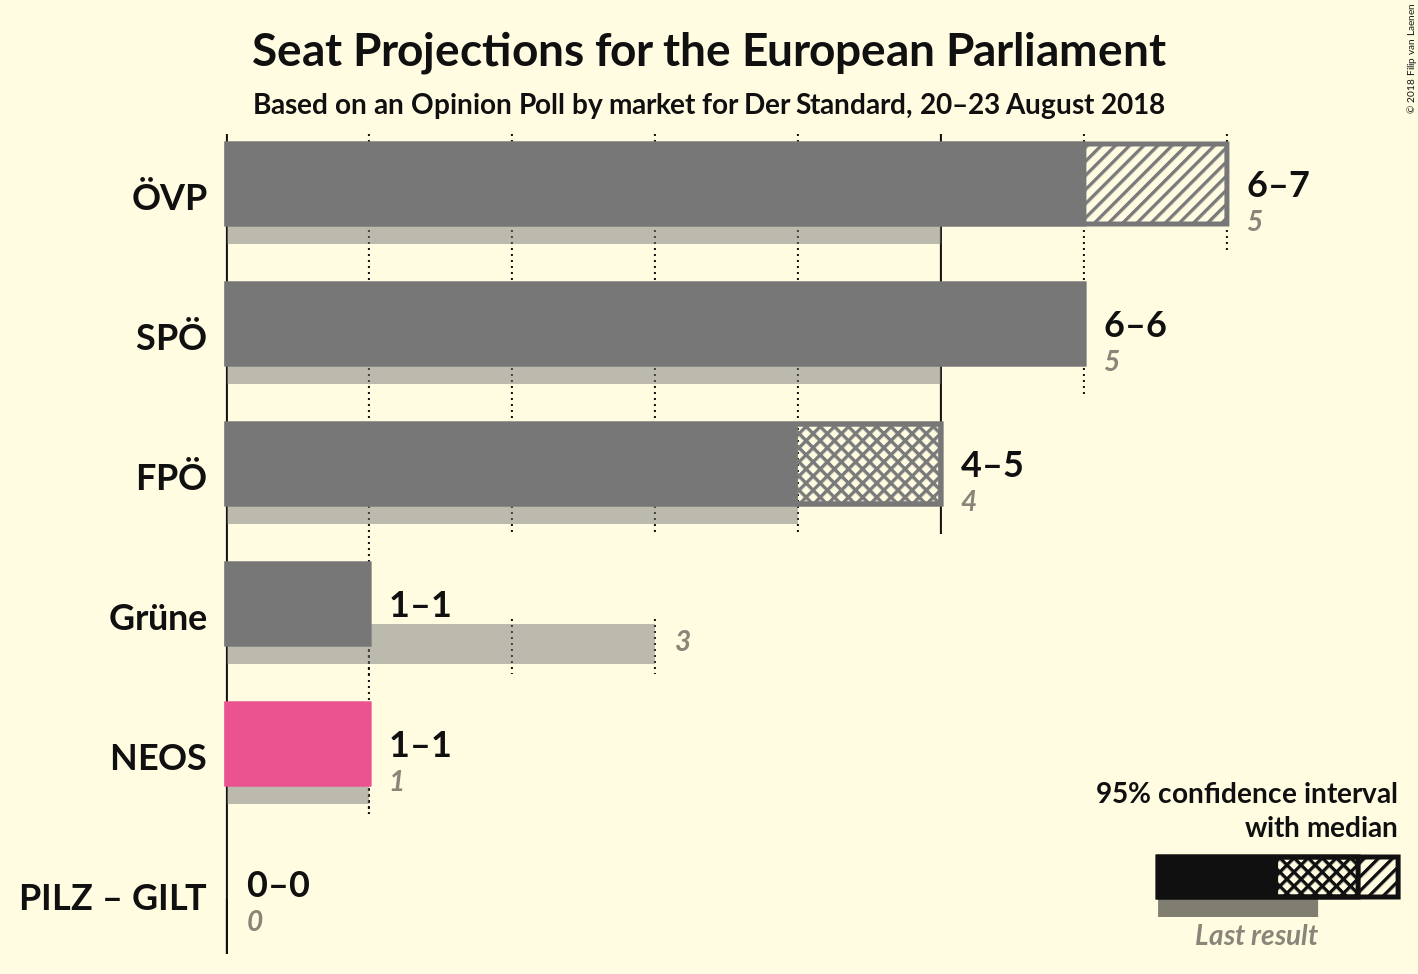 Seat Projections for the European Parliament
Based on an Opinion Poll by market for Der Standard, 20–23 August 2018
© 2018 Filip van Laenen
ÖVP
6–7
5
SPÖ
6–6
5
FPÖ
4–5
4
Grüne
1–1
3
NEOS
1–1
1
PILZ – GILT
0–0
0
95% confidence interval
with median
Last result